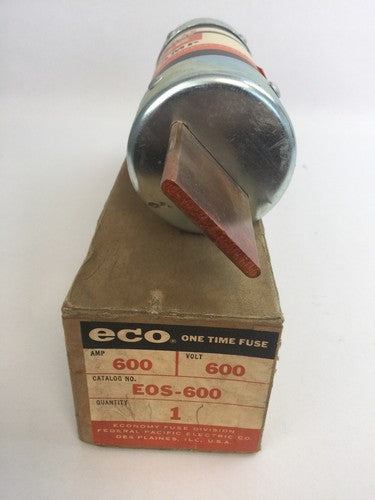 eco® ONE TIME FUSE
AMP VOLT
600 600
CATALOG NO.
EOS-600
QUANTITY
1
ECONOMY FUSE DIVISION
FEDERAL PACIFIC ELECTRIC CO.
DES PLAINES, ILL., U.S.A.